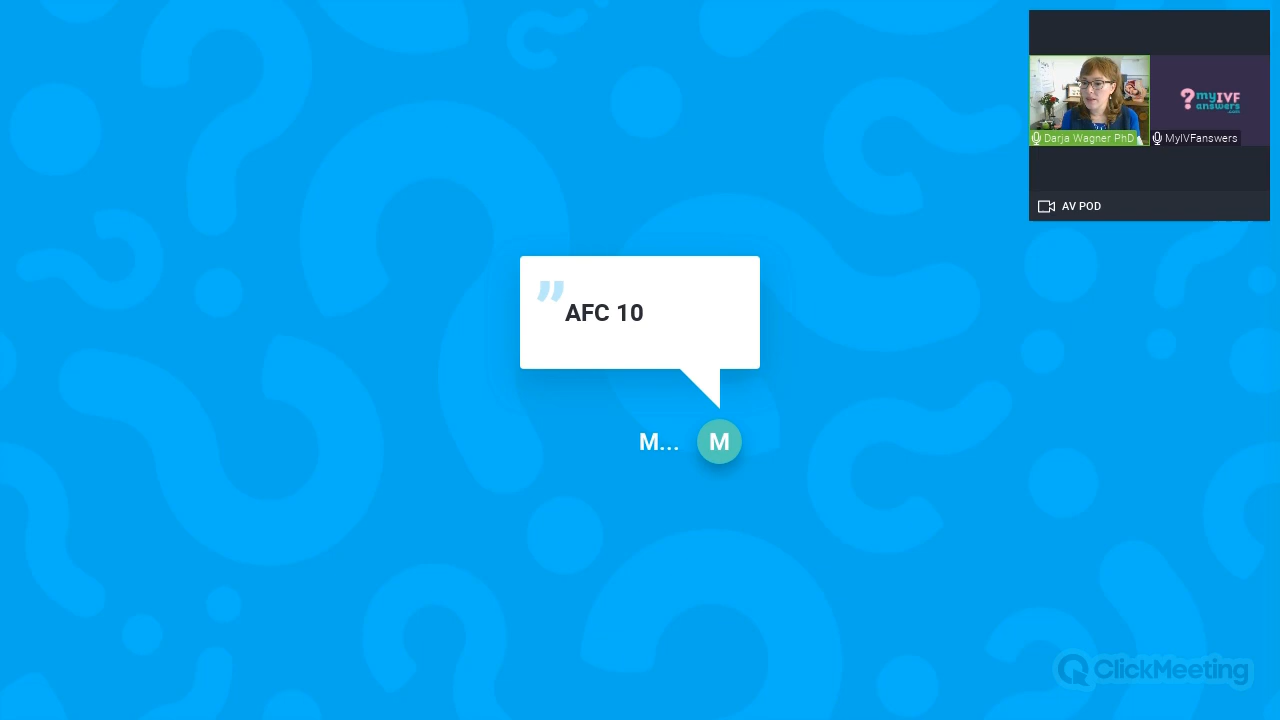 ?myIVF
answers
.com
Darja Wagner PhD
MyIVFanswers
AV POD
”
AFC 10
M...
M
ClickMeeting